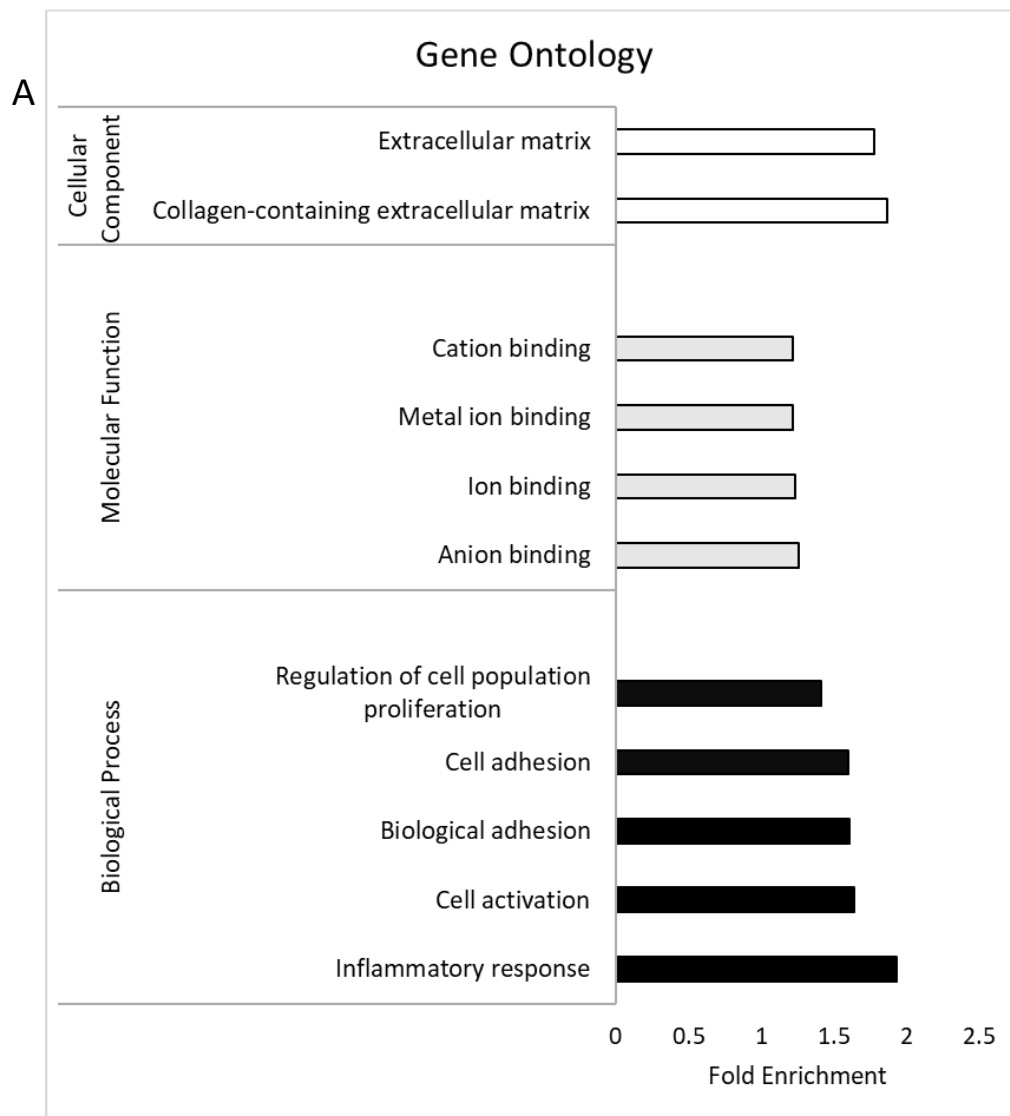 Gene Ontology
A
Cellular
Component
Extracellular matrix
Collagen-containing extracellular matrix
Molecular Function
Cation binding
Metal ion binding
Ion binding
Anion binding
Biological Process
Regulation of cell population
proliferation
Cell adhesion
Biological adhesion
Cell activation
Inflammatory response
0 0.5 1 1.5 2 2.5
Fold Enrichment